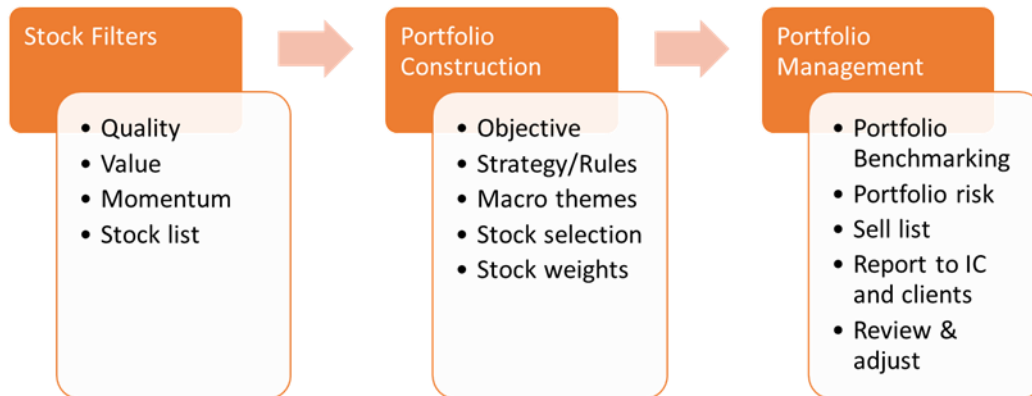 Stock Filters
• Quality
• Value
• Momentum
• Stock list
Portfolio
Construction
• Objective
• Strategy/Rules
• Macro themes
• Stock selection
• Stock weights
Portfolio
Management
• Portfolio
Benchmarking
• Portfolio risk
• Sell list
• Report to IC
and clients
• Review &
adjust